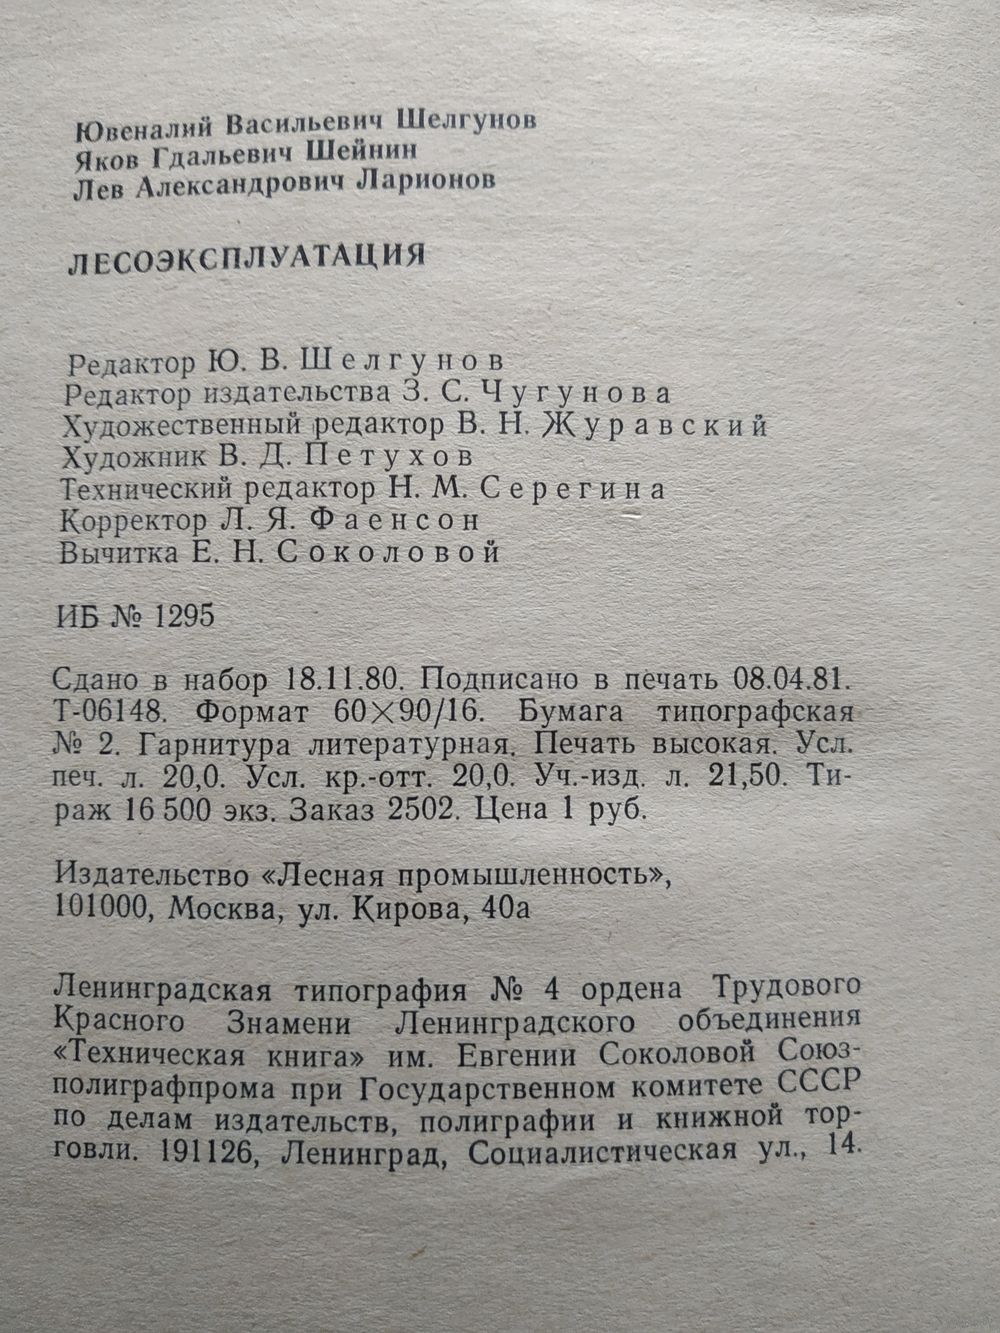 Ювеналий Васильевич Шелгунов
Яков Гдальевич Шейнин
Лев Александрович Ларионов
ЛЕСОЭКСПЛУАТАЦИЯ
Редактор Ю. В. Шелгунов
Редактор издательства З. С. Чугунова
Художественный редактор В. Н. Журавский
Художник В. Д. Петухов
Технический редактор Н. М. Серегина
Корректор Л. Я. Фаенсон
Вычитка Е. Н. Соколовой
ИБ № 1295
Сдано в набор 18.11.80. Подписано в печать 08.04.81.
Т-06148. Формат 60×90/16. Бумага типографская
№ 2. Гарнитура литературная. Печать высокая. Усл.
печ. л. 20,0. Усл. кр.-отт. 20,0. Уч.-изд. л. 21,50. Ти-
раж 16 500 экз. Заказ 2502. Цена 1 руб.
Издательство «Лесная промышленность»,
101000, Москва, ул. Кирова, 40а
Ленинградская типография № 4 ордена Трудового
Красного Знамени Ленинградского объединения
«Техническая книга» им. Евгении Соколовой Союз-
полиграфпрома при Государственном комитете СССР
по делам издательств, полиграфии и книжной тор-
говли. 191126, Ленинград, Социалистическая ул., 14.